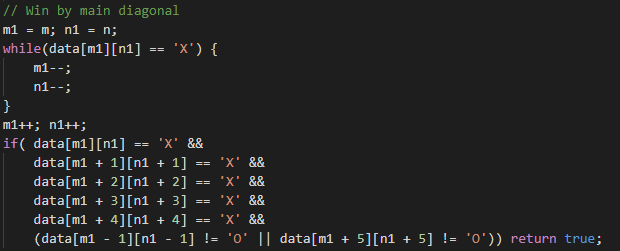 // Win by main diagonal
m1 = m; n1 = n;
while(data[m1][n1] == 'X') {
    m1--;
    n1--;
}
m1++; n1++;
if( data[m1][n1] == 'X' &&
    data[m1 + 1][n1 + 1] == 'X' &&
    data[m1 + 2][n1 + 2] == 'X' &&
    data[m1 + 3][n1 + 3] == 'X' &&
    data[m1 + 4][n1 + 4] == 'X' &&
    (data[m1 - 1][n1 - 1] != 'O' || data[m1 + 5][n1 + 5] != 'O')) return true;